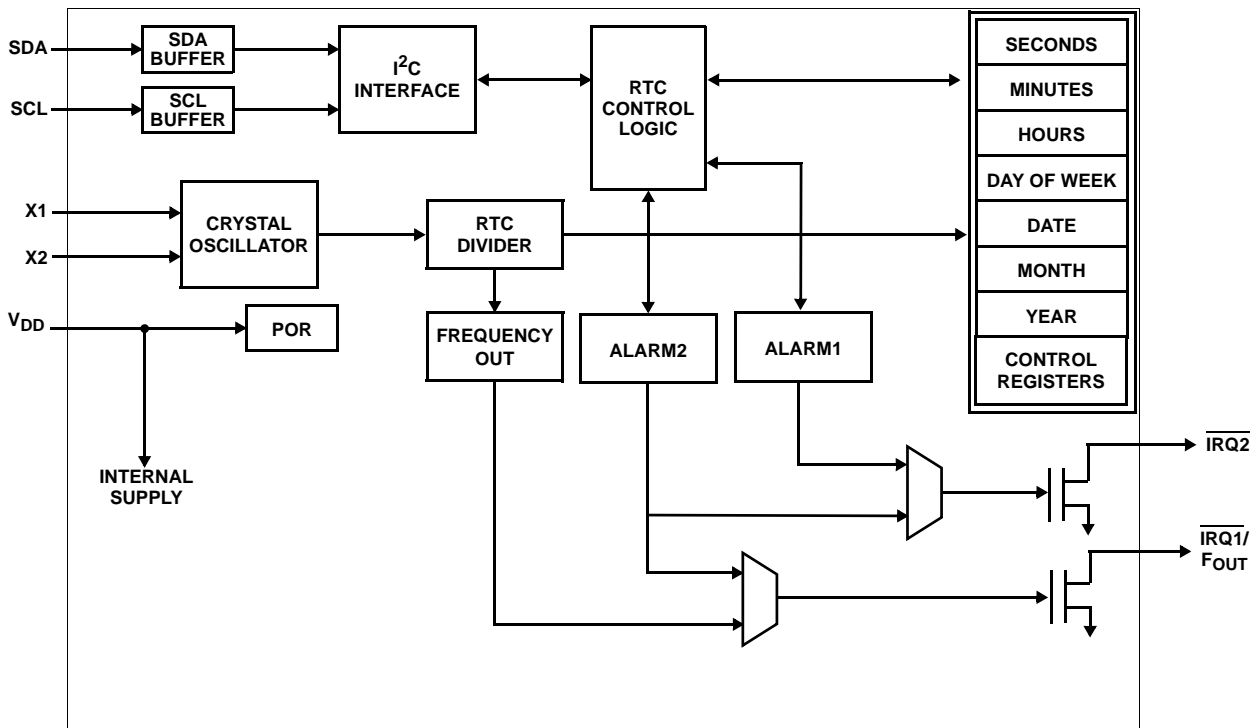 SDA
SDA
BUFFER
SCL
SCL
BUFFER
I²C
INTERFACE
RTC
CONTROL
LOGIC
SECONDS
MINUTES
HOURS
DAY OF WEEK
DATE
MONTH
YEAR
CONTROL
REGISTERS
X1
X2
CRYSTAL
OSCILLATOR
RTC
DIVIDER
VDD
POR
FREQUENCY
OUT
ALARM2
ALARM1
INTERNAL
SUPPLY
IRQ2
IRQ1/
FOUT